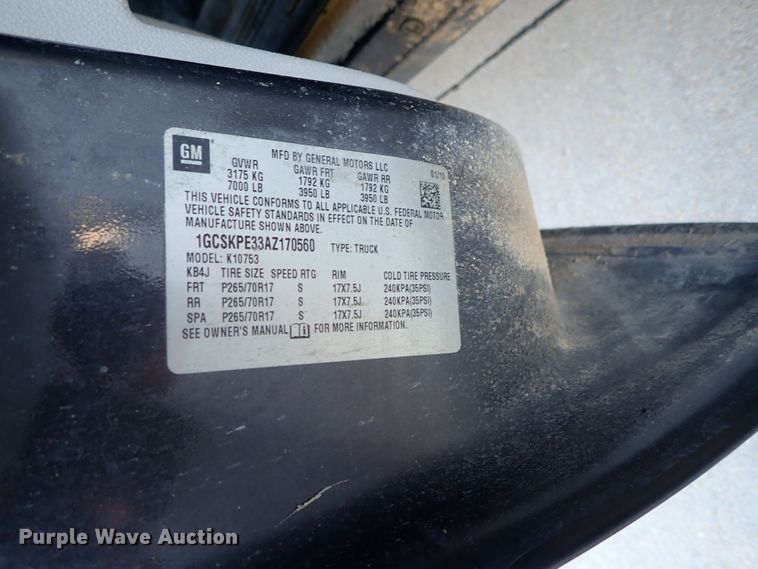 GM
MFD BY GENERAL MOTORS LLC
01/10
GVWR GAWR FRT GAWR RR
3175 KG 1792 KG 1792 KG
7000 LB 3950 LB 3950 LB
THIS VEHICLE CONFORMS TO ALL APPLICABLE U.S. FEDERAL MOTOR
VEHICLE SAFETY STANDARDS IN EFFECT ON THE DATE OF
MANUFACTURE SHOWN ABOVE.
1GCSKPE33AZ170560 TYPE: TRUCK
MODEL: K10753
KB4J TIRE SIZE SPEED RTG RIM COLD TIRE PRESSURE
FRT P265/70R17 S 17X7.5J 240KPA(35PSI)
RR P265/70R17 S 17X7.5J 240KPA(35PSI)
SPA P265/70R17 S 17X7.5J 240KPA(35PSI)
SEE OWNER'S MANUAL FOR MORE INFORMATION.
Purple Wave Auction